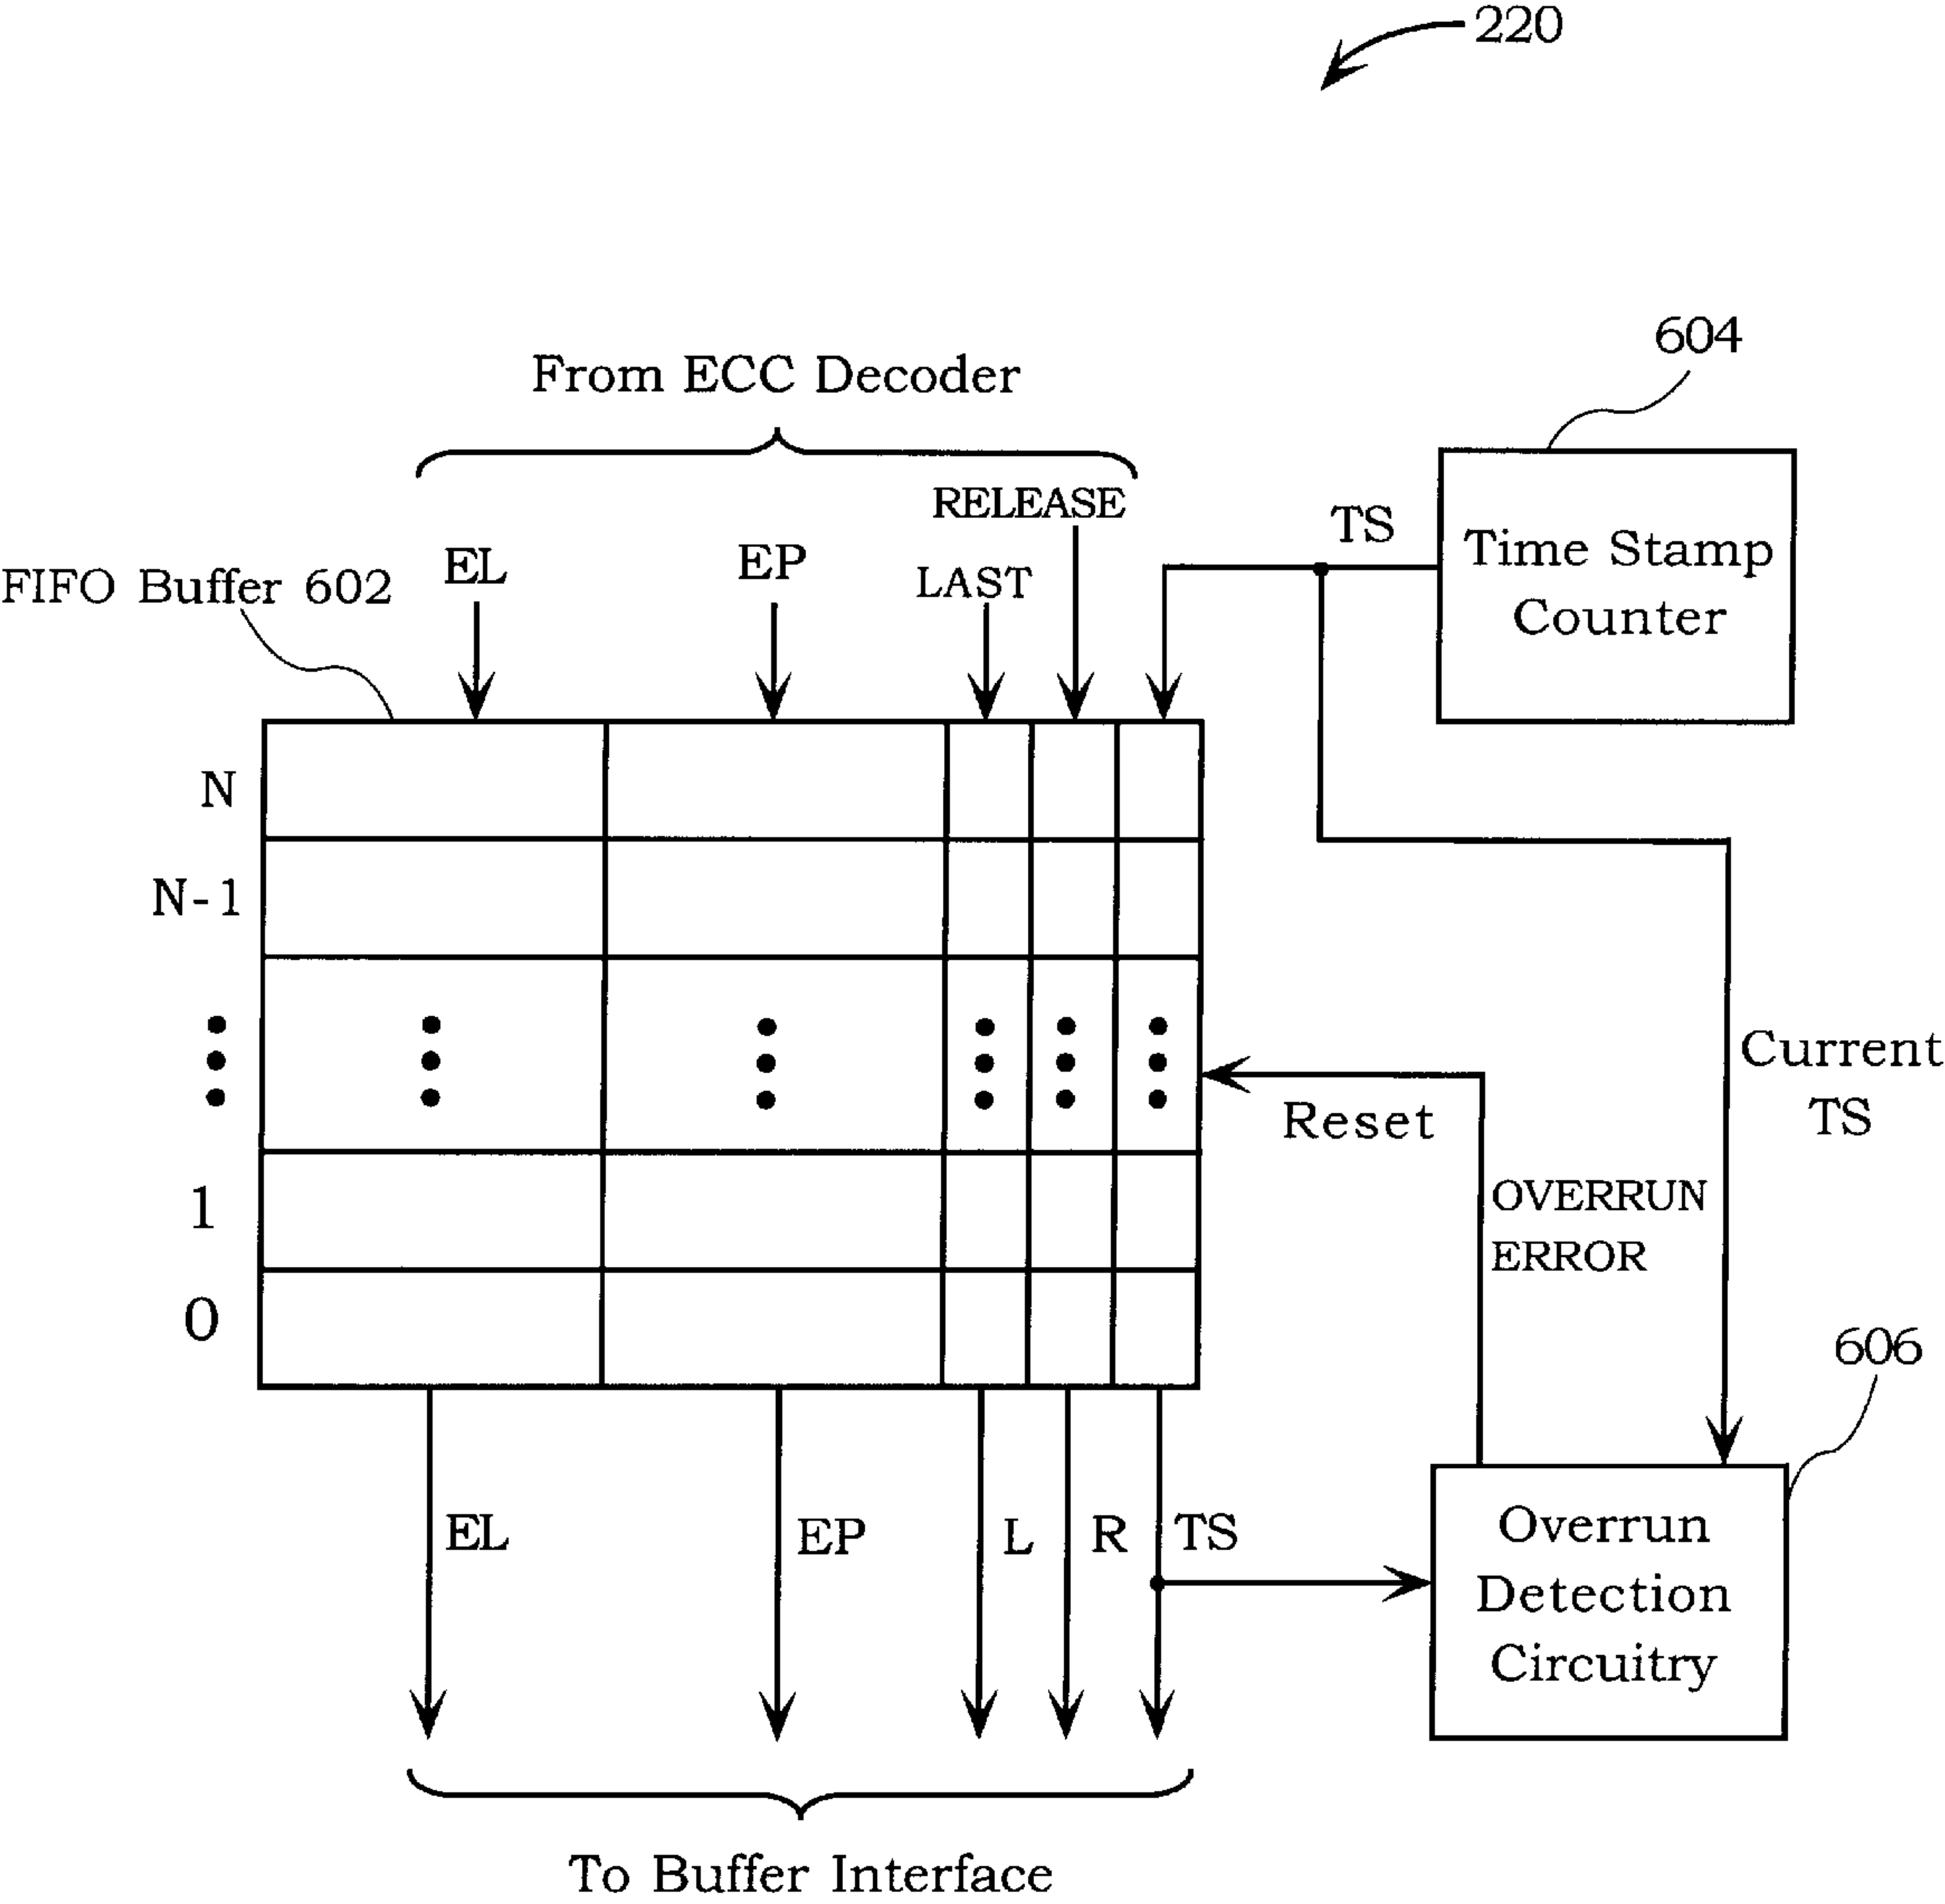 220
604
From ECC Decoder
RELEASE
TS
Time Stamp
Counter
EL
EP
LAST
FIFO Buffer 602
N
N-1
1
0
Current
TS
Reset
OVERRUN
ERROR
606
EL
EP
L
R
TS
Overrun
Detection
Circuitry
To Buffer Interface